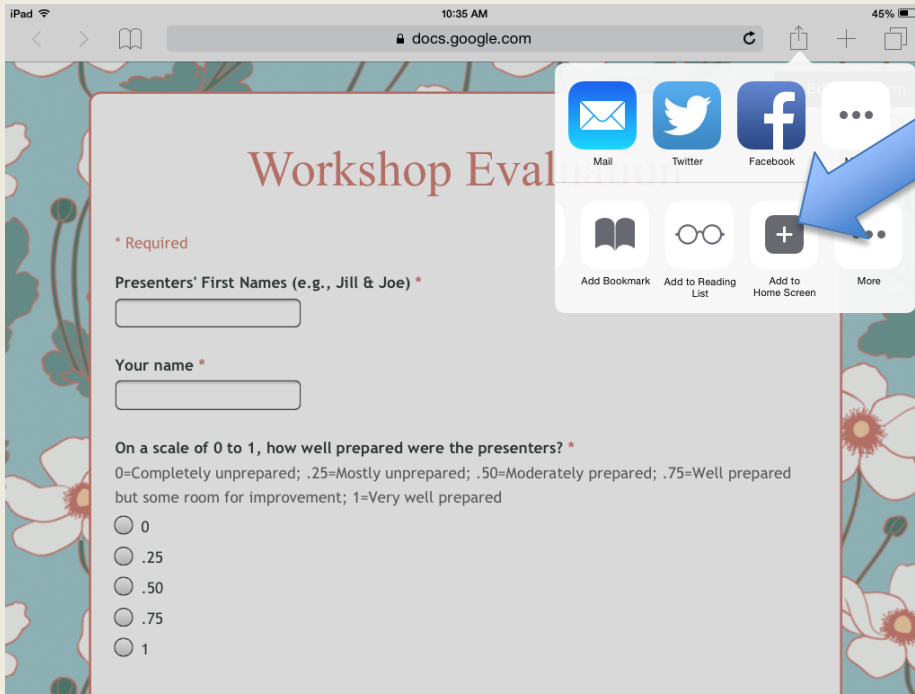 iPad 10:35 AM 45%
docs.google.com
Mail Twitter Facebook
Add Bookmark Add to Reading List Add to Home Screen More
Workshop Evaluation
* Required
Presenters' First Names (e.g., Jill & Joe) *
Your name *
On a scale of 0 to 1, how well prepared were the presenters? *
0=Completely unprepared; .25=Mostly unprepared; .50=Moderately prepared; .75=Well prepared
but some room for improvement; 1=Very well prepared
0
.25
.50
.75
1